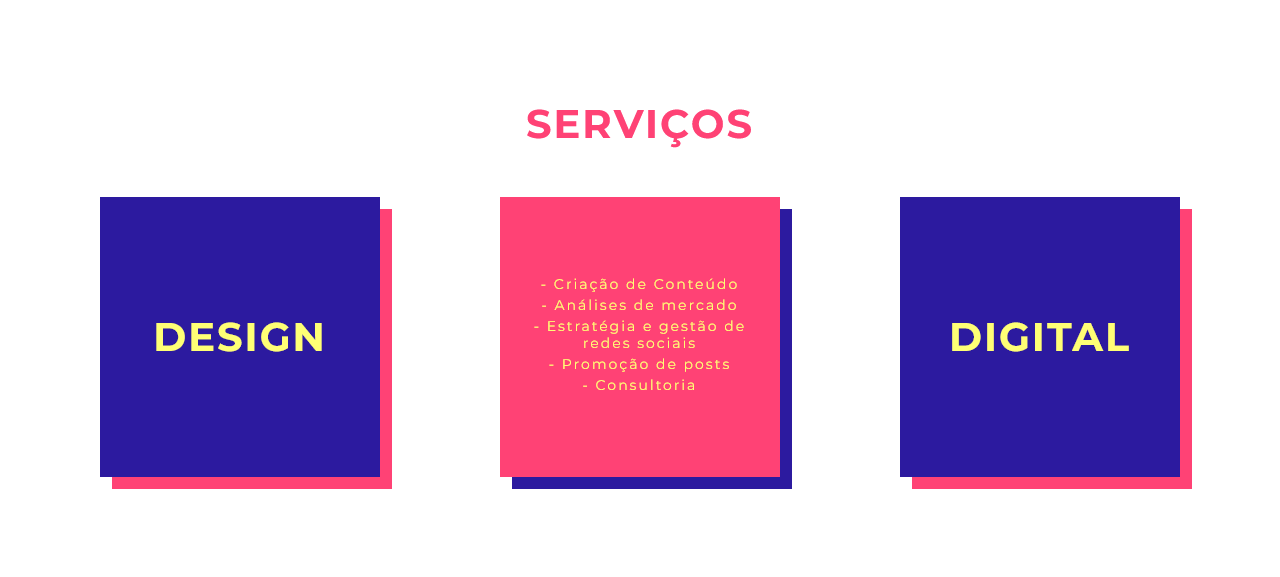 SERVIÇOS
DESIGN
- Criação de Conteúdo
- Análises de mercado
- Estratégia e gestão de
redes sociais
- Promoção de posts
- Consultoria
DIGITAL